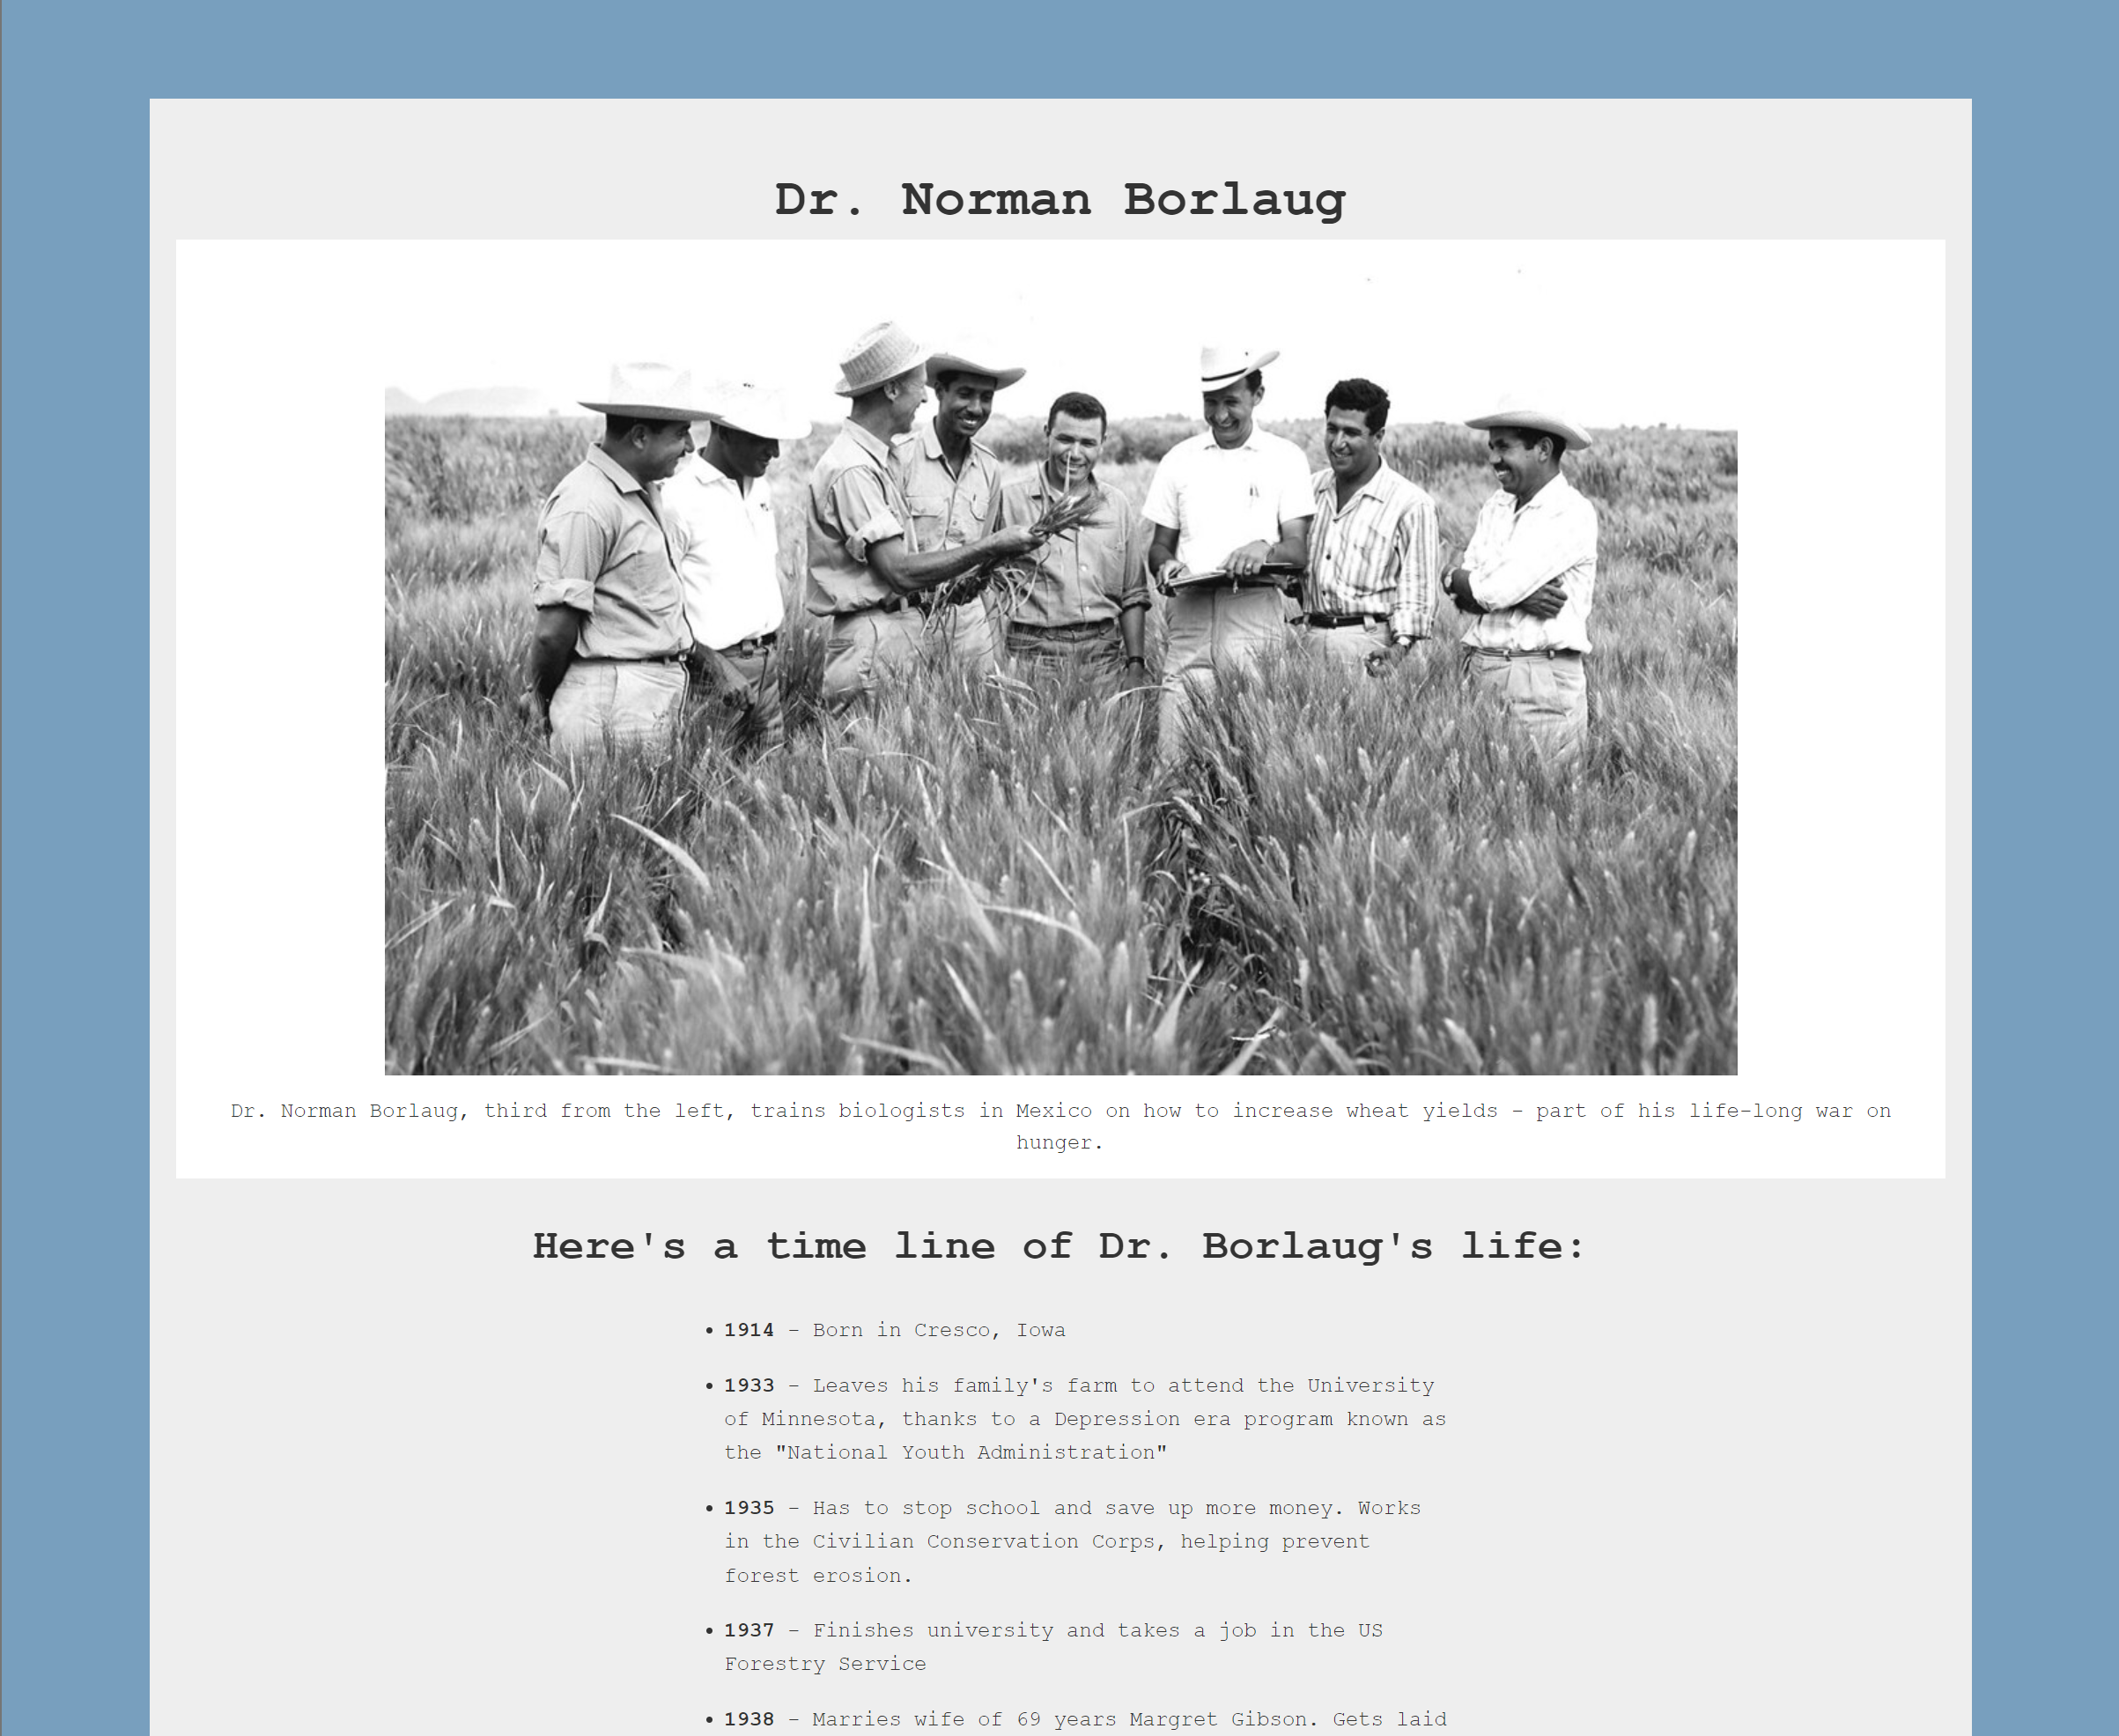 Dr. Norman Borlaug
Dr. Norman Borlaug, third from the left, trains biologists in Mexico on how to increase wheat yields - part of his life-long war on
hunger.
Here's a time line of Dr. Borlaug's life:
• 1914 - Born in Cresco, Iowa
• 1933 - Leaves his family's farm to attend the University
of Minnesota, thanks to a Depression era program known as
the "National Youth Administration"
• 1935 - Has to stop school and save up more money. Works
in the Civilian Conservation Corps, helping prevent
forest erosion.
• 1937 - Finishes university and takes a job in the US
Forestry Service
• 1938 - Marries wife of 69 years Margret Gibson. Gets laid